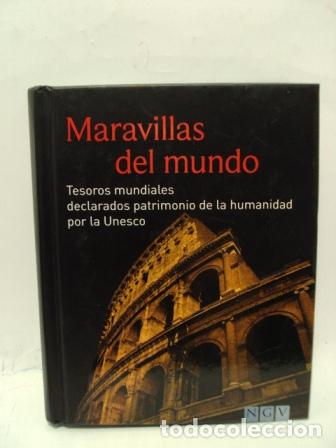 Maravillas
del mundo
Tesoros mundiales
declarados patrimonio de la humanidad
por la Unesco
NGV
todocoleccion